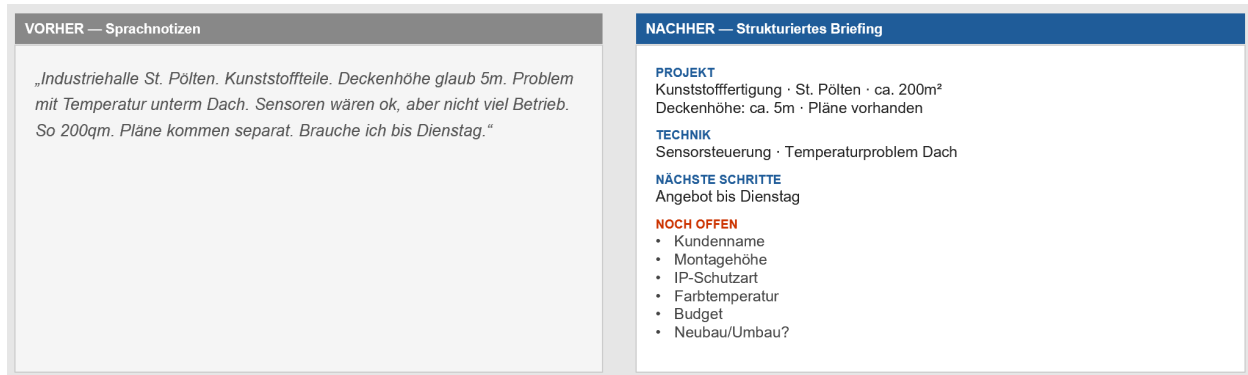 VORHER — Sprachnotizen
„Industriehalle St. Pölten. Kunststoffteile. Deckenhöhe glaub 5m. Problem
mit Temperatur unterm Dach. Sensoren wären ok, aber nicht viel Betrieb.
So 200qm. Pläne kommen separat. Brauche ich bis Dienstag.“
NACHHER — Strukturiertes Briefing
PROJEKT
Kunststofffertigung · St. Pölten · ca. 200m²
Deckenhöhe: ca. 5m · Pläne vorhanden
TECHNIK
Sensorsteuerung · Temperaturproblem Dach
NÄCHSTE SCHRITTE
Angebot bis Dienstag
NOCH OFFEN
• Kundenname
• Montagehöhe
• IP-Schutzart
• Farbtemperatur
• Budget
• Neubau/Umbau?